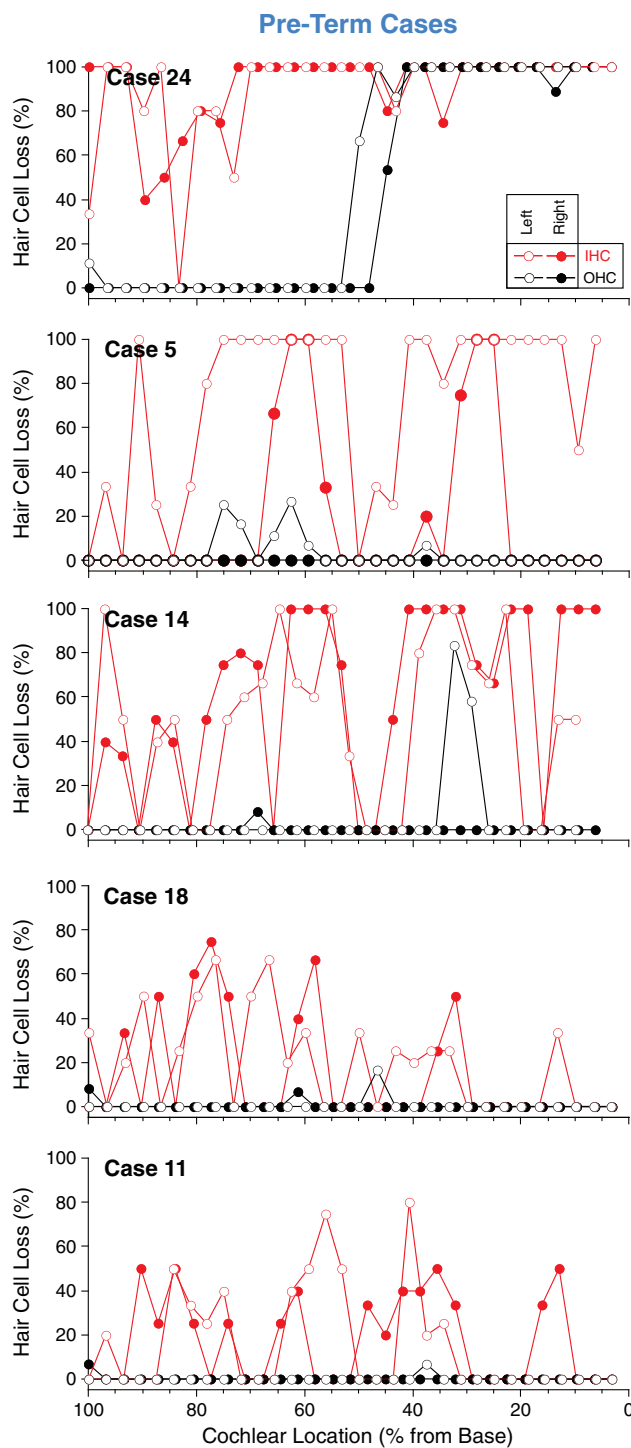 Pre-Term Cases
Case 24
Hair Cell Loss (%)
100
80
60
40
20
0
Left
Right
IHC
OHC
Case 5
Hair Cell Loss (%)
100
80
60
40
20
0
Case 14
Hair Cell Loss (%)
100
80
60
40
20
0
Case 18
Hair Cell Loss (%)
100
80
60
40
20
0
Case 11
Hair Cell Loss (%)
100
80
60
40
20
0
100 80 60 40 20 0
Cochlear Location (% from Base)